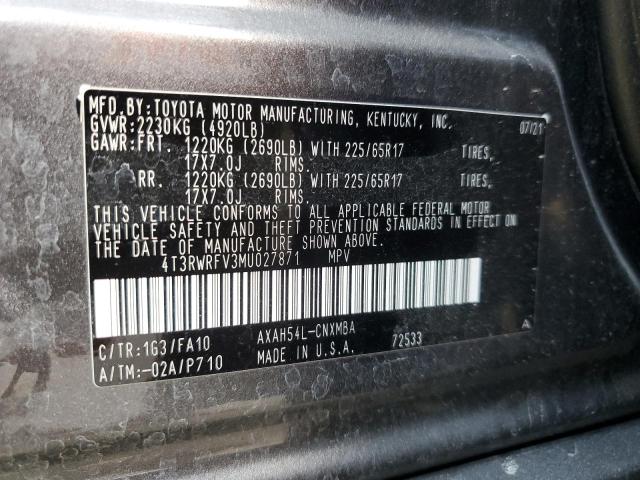 MFD.BY:TOYOTA MOTOR MANUFACTURING, KENTUCKY, INC.
GVWR:2230KG (4920LB) 07/21
GAWR:FRT. 1220KG (2690LB) WITH 225/65R17 TIRES,
17X7.0J RIMS.
RR. 1220KG (2690LB) WITH 225/65R17 TIRES,
17X7.0J RIMS.
THIS VEHICLE CONFORMS TO ALL APPLICABLE FEDERAL MOTOR
VEHICLE SAFETY AND THEFT PREVENTION STANDARDS IN EFFECT ON
THE DATE OF MANUFACTURE SHOWN ABOVE.
4T3RWRFV3MU027871 MPV
C/TR:1G3/FA10 AXAH54L-CNXMBA A
A/TM:-02A/P710 MADE IN U.S.A. 72533